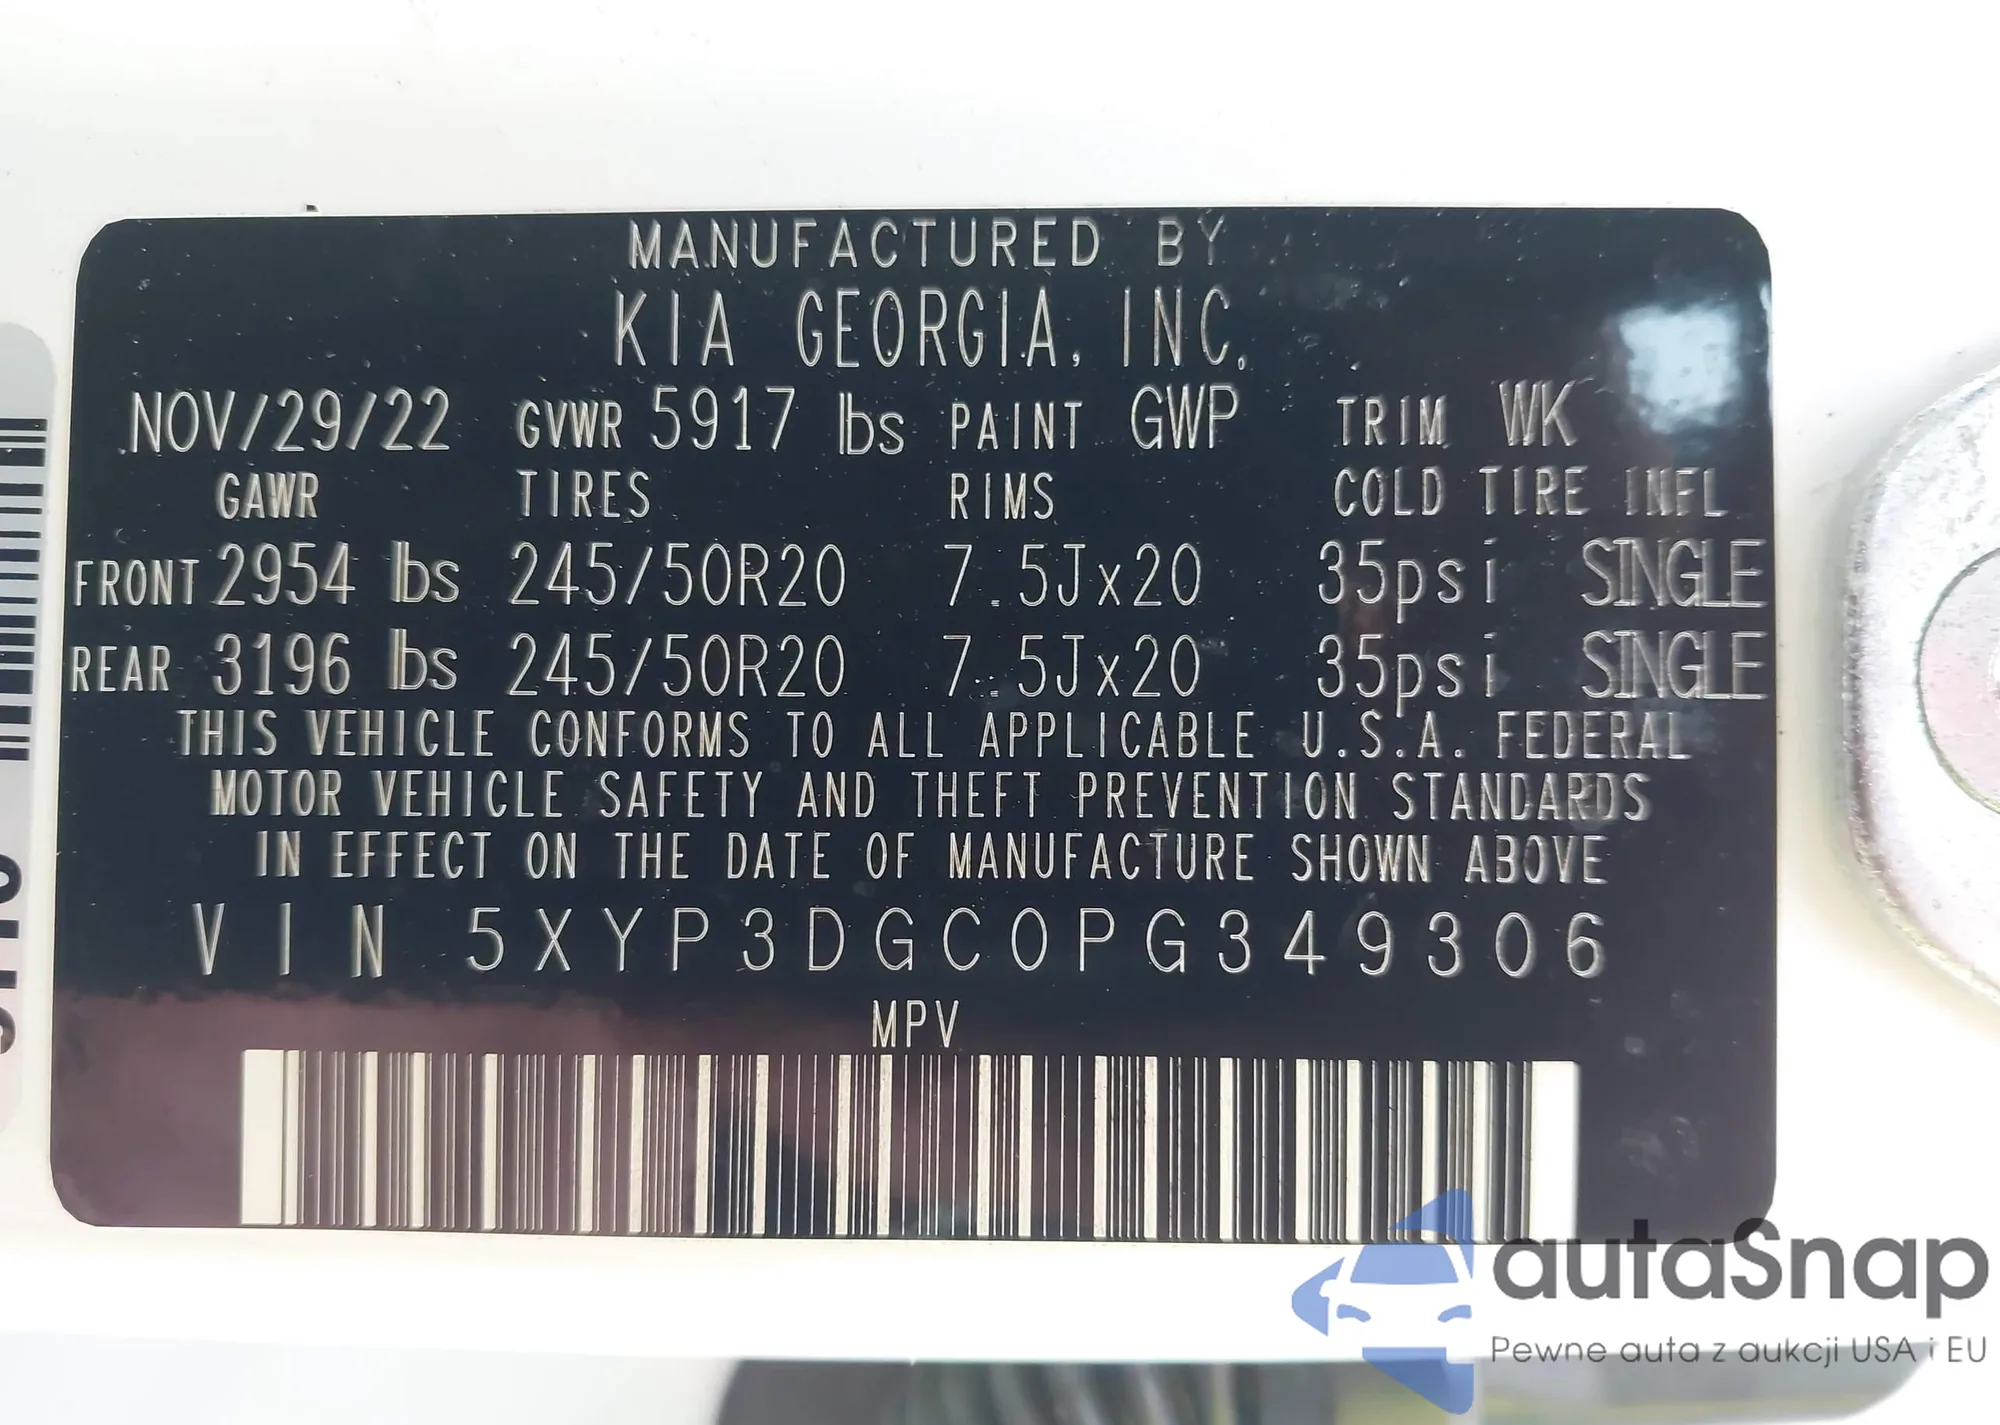 MANUFACTURED BY
KIA GEORGIA, INC.
NOV/29/22 GVWR 5917 lbs PAINT GWP TRIM WK
GAWR TIRES RIMS COLD TIRE INFL
FRONT 2954 lbs 245/50R20 7.5Jx20 35psi SINGLE
REAR 3196 lbs 245/50R20 7.5Jx20 35psi SINGLE
THIS VEHICLE CONFORMS TO ALL APPLICABLE U.S.A. FEDERAL
MOTOR VEHICLE SAFETY AND THEFT PREVENTION STANDARDS
IN EFFECT ON THE DATE OF MANUFACTURE SHOWN ABOVE
VIN 5XYP3DGC0PG349306
MPV
autaSnap
Pewne auta z aukcji USA i EU